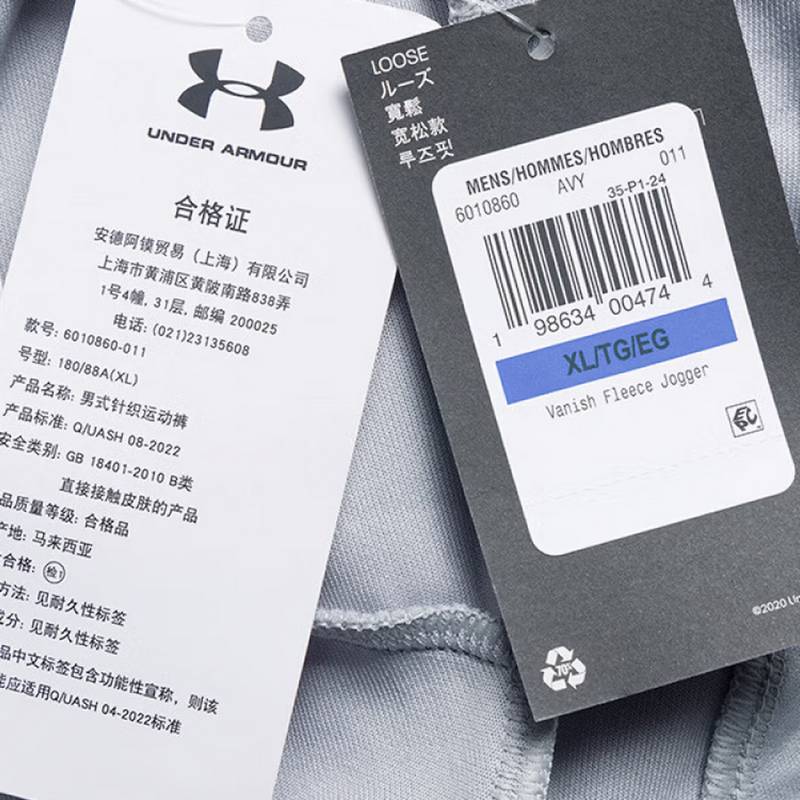 UNDER ARMOUR
合格证
安德阿镆贸易（上海）有限公司
上海市黄浦区黄陂南路838弄
1号4幢, 31层, 邮编 200025
电话: (021)23135608
款号: 6010860-011
号型: 180/88A(XL)
产品名称: 男式针织运动裤
产品标准: Q/UASH 08-2022
安全类别: GB 18401-2010 B类
直接接触皮肤的产品
品质量等级: 合格品
地: 马来西亚
合格: 检1
方法: 见耐久性标签
成分: 见耐久性标签
品中文标签包含功能性宣称，则该
能应适用Q/UASH 04-2022标准
LOOSE
ルーズ
寬鬆
宽松款
루즈핏
MENS/HOMMES/HOMBRES
6010860 AVY 011
35-P1-24
1 98634 00474 4
XL/TG/EG
Vanish Fleece Jogger
EPC
©2020 Un